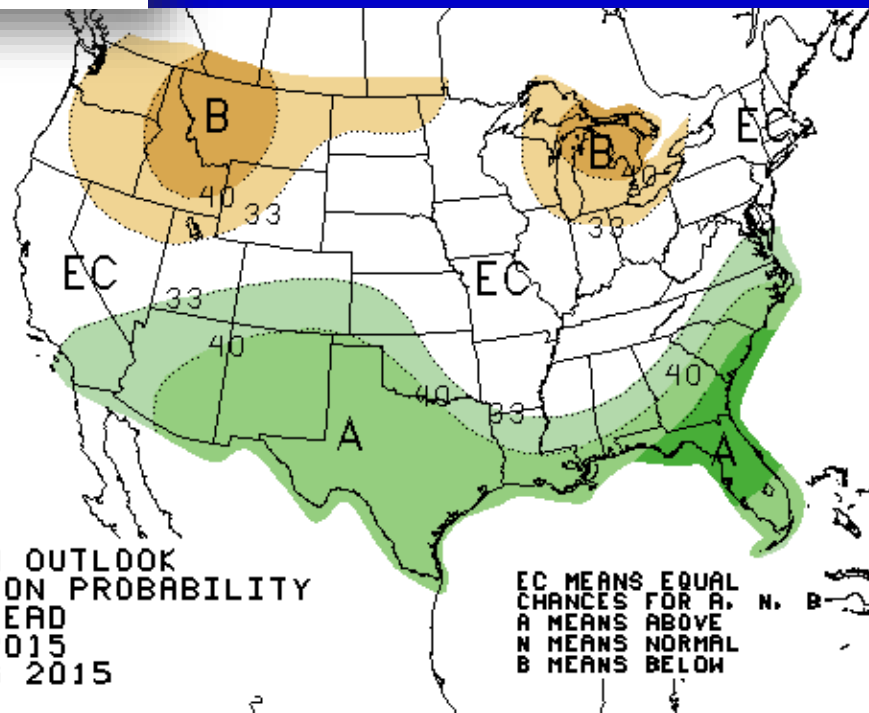 B
B
EC
40
40
33
33
EC
EC
33
40
40
40
33
A
A
OUTLOOK
ON PROBABILITY
EAD
015
2015
EC MEANS EQUAL
CHANCES FOR A, N, B
A MEANS ABOVE
N MEANS NORMAL
B MEANS BELOW